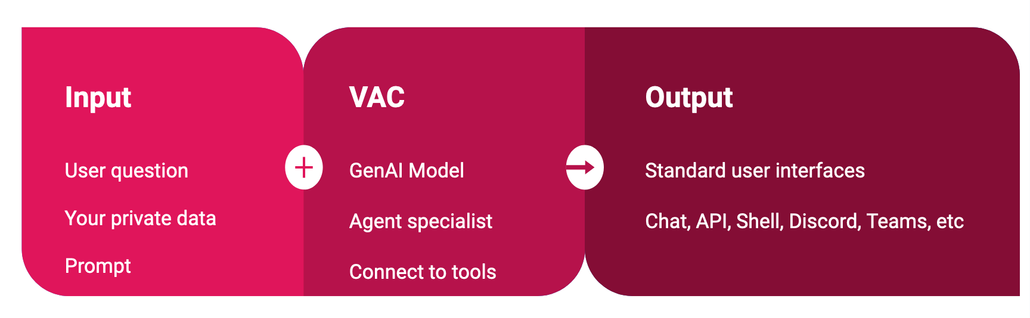 Input
User question
Your private data
Prompt
+
VAC
GenAI Model
Agent specialist
Connect to tools
Output
Standard user interfaces
Chat, API, Shell, Discord, Teams, etc